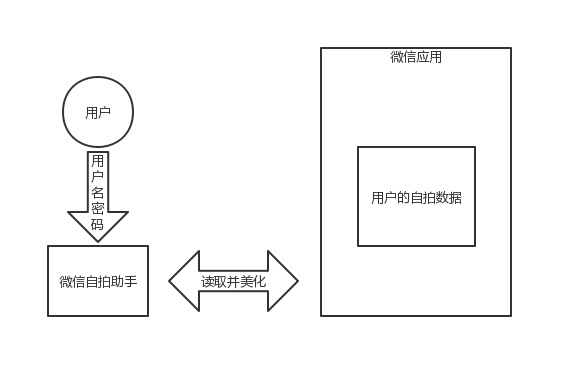 微信应用
用户
用户名密码
用户的自拍数据
微信自拍助手
读取并美化